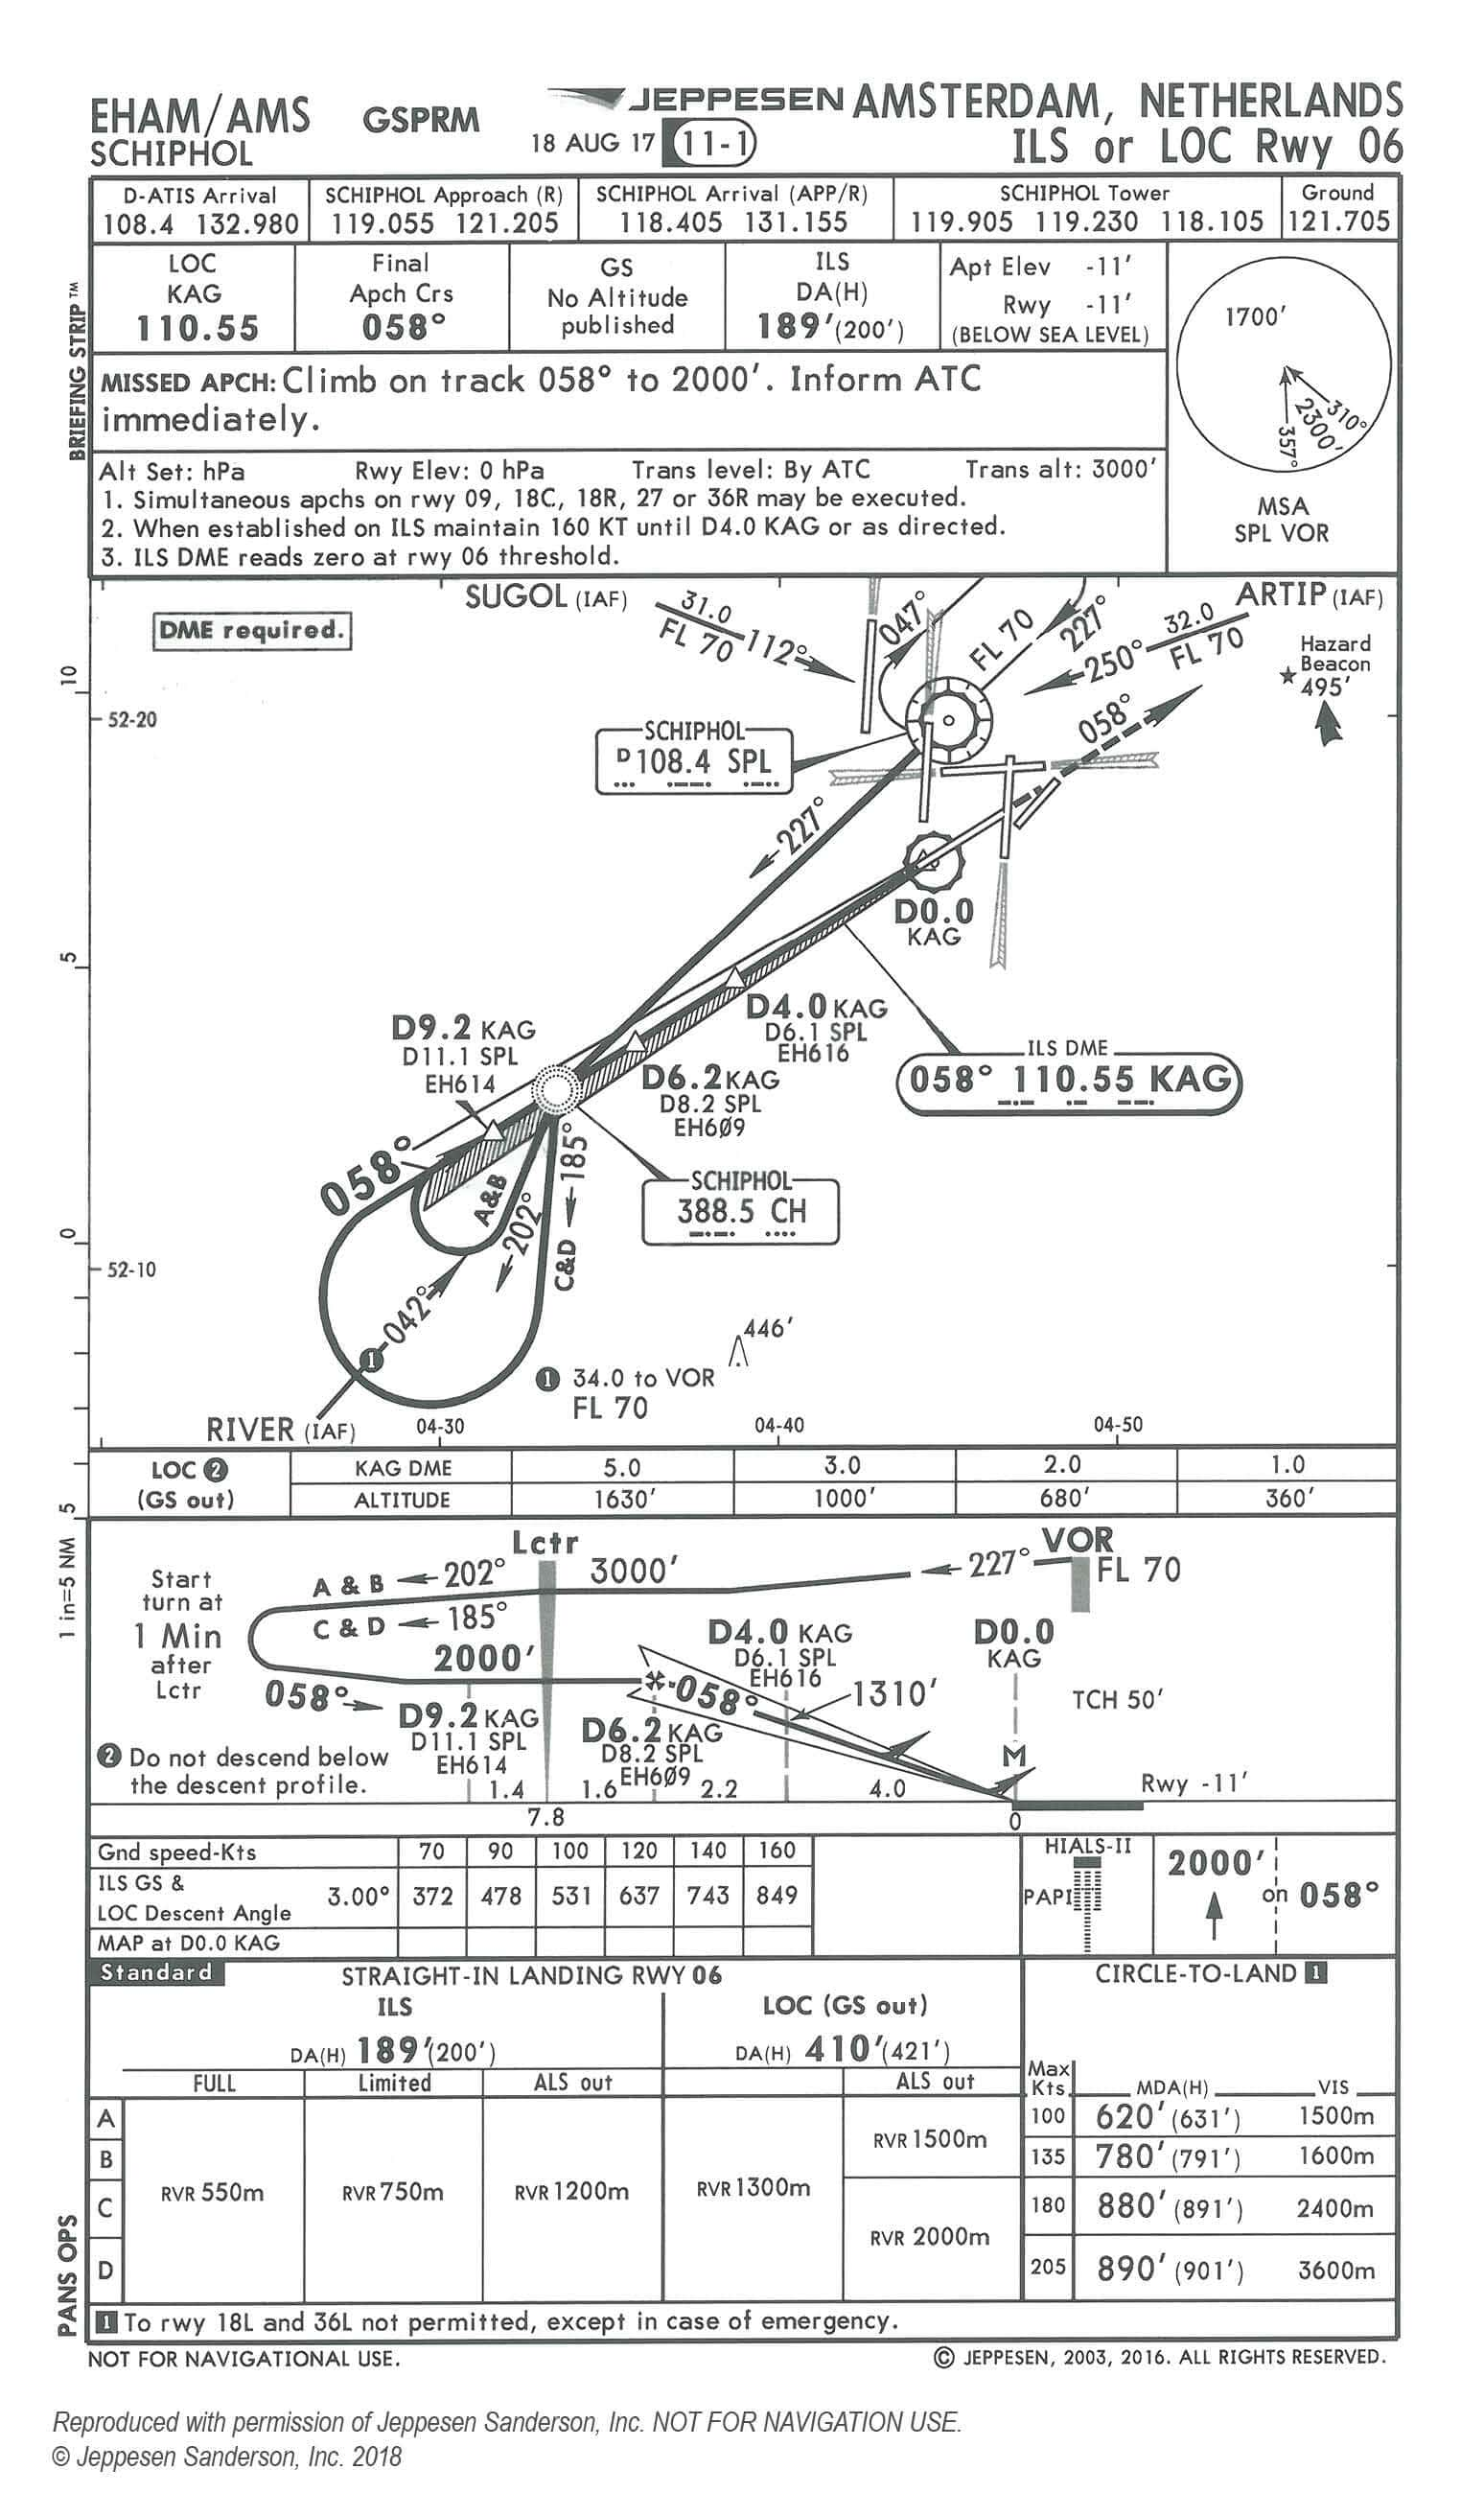 EHAM/AMS GSPRM JEPPESEN AMSTERDAM, NETHERLANDS
SCHIPHOL 18 AUG 17 11-1 ILS or LOC Rwy 06
BRIEFING STRIP™
D-ATIS Arrival SCHIPHOL Approach (R) SCHIPHOL Arrival (APP/R) SCHIPHOL Tower Ground
108.4 132.980 119.055 121.205 118.405 131.155 119.905 119.230 118.105 121.705
LOC
KAG
110.55
Final
Apch Crs
058°
GS
No Altitude
published
ILS
DA(H)
189'(200')
Apt Elev -11'
Rwy -11'
(BELOW SEA LEVEL)
MISSED APCH: Climb on track 058° to 2000'. Inform ATC
immediately.
Alt Set: hPa Rwy Elev: 0 hPa Trans level: By ATC Trans alt: 3000'
1. Simultaneous apchs on rwy 09, 18C, 18R, 27 or 36R may be executed.
2. When established on ILS maintain 160 KT until D4.0 KAG or as directed.
3. ILS DME reads zero at rwy 06 threshold.
1700'
310°
2300'
357°
MSA
SPL VOR
DME required.
SUGOL (IAF)
31.0
FL 70
112°
047°
FL 70
227°
ARTIP (IAF)
32.0
250°
FL 70
Hazard
Beacon
495'
058°
10
52-20
SCHIPHOL
D 108.4 SPL
227°
D0.0
KAG
5
D4.0 KAG
D6.1 SPL
EH616
D9.2 KAG
D11.1 SPL
EH614
D6.2 KAG
D8.2 SPL
EH6Ø9
ILS DME
058° 110.55 KAG
058°
185°
A&B
202°
C&D
SCHIPHOL
388.5 CH
0
52-10
042°
1
446'
1 34.0 to VOR
FL 70
RIVER (IAF)
04-30 04-40 04-50
5
1 in=5 NM
LOC 2 KAG DME 5.0 3.0 2.0 1.0
(GS out) ALTITUDE 1630' 1000' 680' 360'
Lctr
VOR
FL 70
227°
3000'
A & B 202°
C & D 185°
Start
turn at
1 Min
after
Lctr
2000'
058°
D9.2 KAG
D11.1 SPL
EH614
D6.2 KAG
D8.2 SPL
EH6Ø9
058°
D4.0 KAG
D6.1 SPL
EH616
1310'
D0.0
KAG
TCH 50'
M
2 Do not descend below
the descent profile.
1.4 1.6 2.2 4.0
Rwy -11'
7.8 0
Gnd speed-Kts 70 90 100 120 140 160
ILS GS &
LOC Descent Angle 3.00° 372 478 531 637 743 849
MAP at D0.0 KAG
HIALS-II
PAPI
2000'
on 058°
PANS OPS
Standard STRAIGHT-IN LANDING RWY 06 CIRCLE-TO-LAND 1
ILS LOC (GS out)
DA(H) 189'(200') DA(H) 410'(421')
FULL Limited ALS out ALS out
Max
Kts MDA(H) VIS
A
B
C
D
RVR 550m RVR 750m RVR 1200m RVR 1300m
RVR 1500m
RVR 2000m
100 620'(631') 1500m
135 780'(791') 1600m
180 880'(891') 2400m
205 890'(901') 3600m
1 To rwy 18L and 36L not permitted, except in case of emergency.
NOT FOR NAVIGATIONAL USE. © JEPPESEN, 2003, 2016. ALL RIGHTS RESERVED.
Reproduced with permission of Jeppesen Sanderson, Inc. NOT FOR NAVIGATION USE.
© Jeppesen Sanderson, Inc. 2018